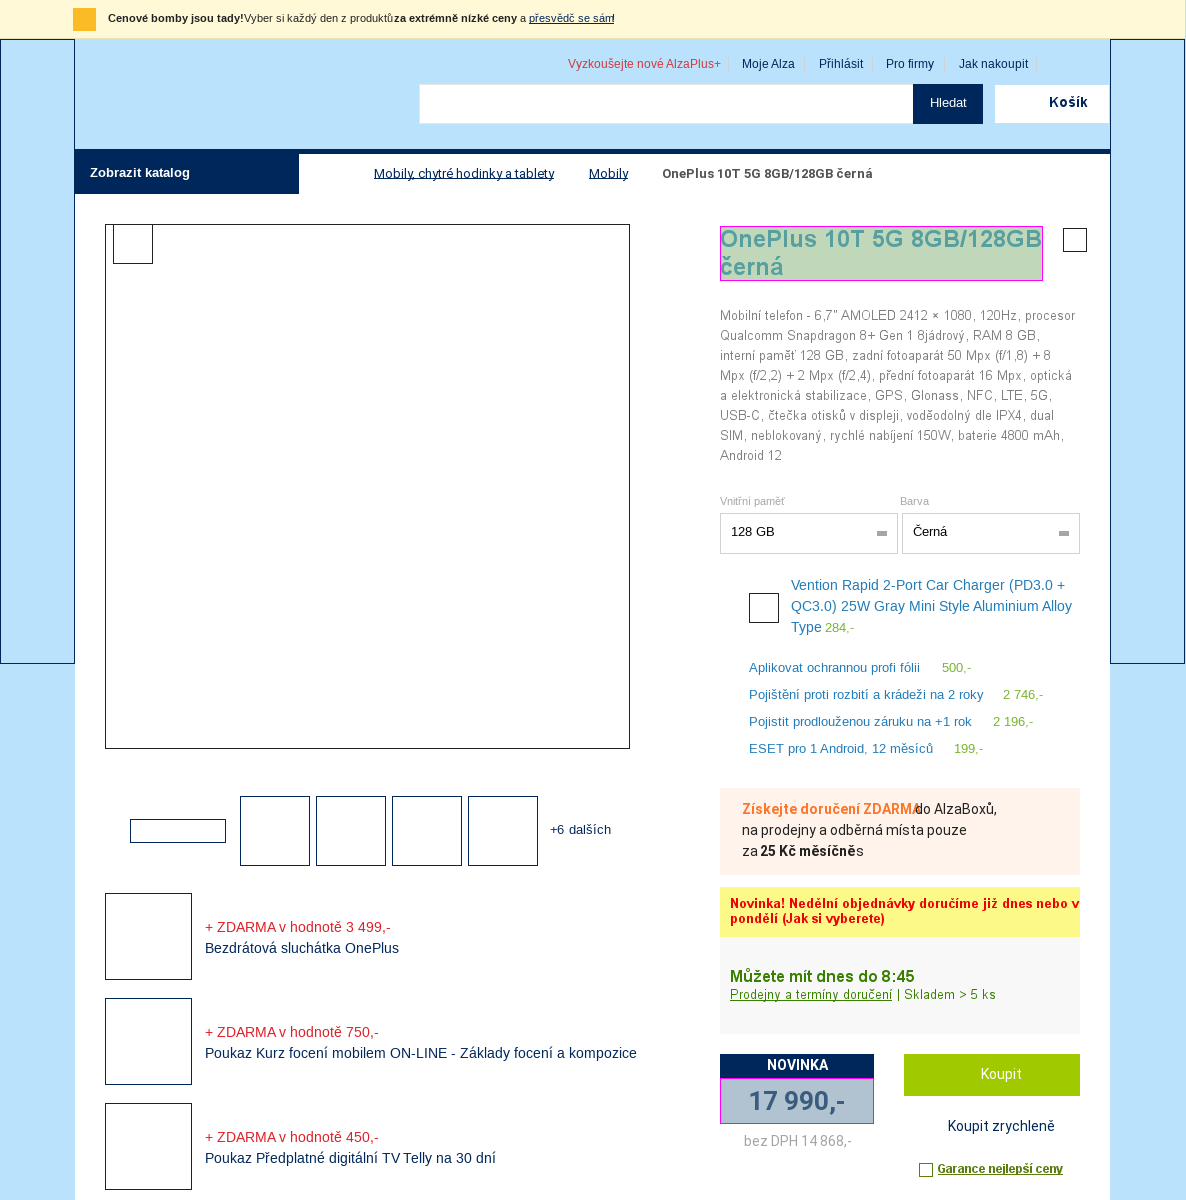 Cenové bomby jsou tady! Vyber si každý den z produktů za extrémně nízké ceny a přesvědč se sám!
Vyzkoušejte nové AlzaPlus+
Moje Alza
Přihlásit
Pro firmy
Jak nakoupit
Hledat
Košík
Zobrazit katalog
Mobily, chytré hodinky a tablety
Mobily
OnePlus 10T 5G 8GB/128GB černá
OnePlus 10T 5G 8GB/128GB
černá
Mobilní telefon - 6,7" AMOLED 2412 × 1080, 120Hz, procesor
Qualcomm Snapdragon 8+ Gen 1 8jádrový, RAM 8 GB,
interní paměť 128 GB, zadní fotoaparát 50 Mpx (f/1,8) + 8
Mpx (f/2,2) + 2 Mpx (f/2,4), přední fotoaparát 16 Mpx, optická
a elektronická stabilizace, GPS, Glonass, NFC, LTE, 5G,
USB-C, čtečka otisků v displeji, voděodolný dle IPX4, dual
SIM, neblokovaný, rychlé nabíjení 150W, baterie 4800 mAh,
Android 12
Vnitřní paměť
Barva
128 GB
Černá
Vention Rapid 2-Port Car Charger (PD3.0 +
QC3.0) 25W Gray Mini Style Aluminium Alloy
Type 284,-
Aplikovat ochrannou profi fólii 500,-
Pojištění proti rozbití a krádeži na 2 roky 2 746,-
Pojistit prodlouženou záruku na +1 rok 2 196,-
ESET pro 1 Android, 12 měsíců 199,-
+6 dalších
Získejte doručení ZDARMA do AlzaBoxů,
na prodejny a odběrná místa pouze
za 25 Kč měsíčně s
Novinka! Nedělní objednávky doručíme již dnes nebo v
pondělí (Jak si vyberete)
Můžete mít dnes do 8:45
Prodejny a termíny doručení | Skladem > 5 ks
+ ZDARMA v hodnotě 3 499,-
Bezdrátová sluchátka OnePlus
+ ZDARMA v hodnotě 750,-
Poukaz Kurz focení mobilem ON-LINE - Základy focení a kompozice
+ ZDARMA v hodnotě 450,-
Poukaz Předplatné digitální TV Telly na 30 dní
NOVINKA
17 990,-
bez DPH 14 868,-
Koupit
Koupit zrychleně
Garance nejlepší ceny